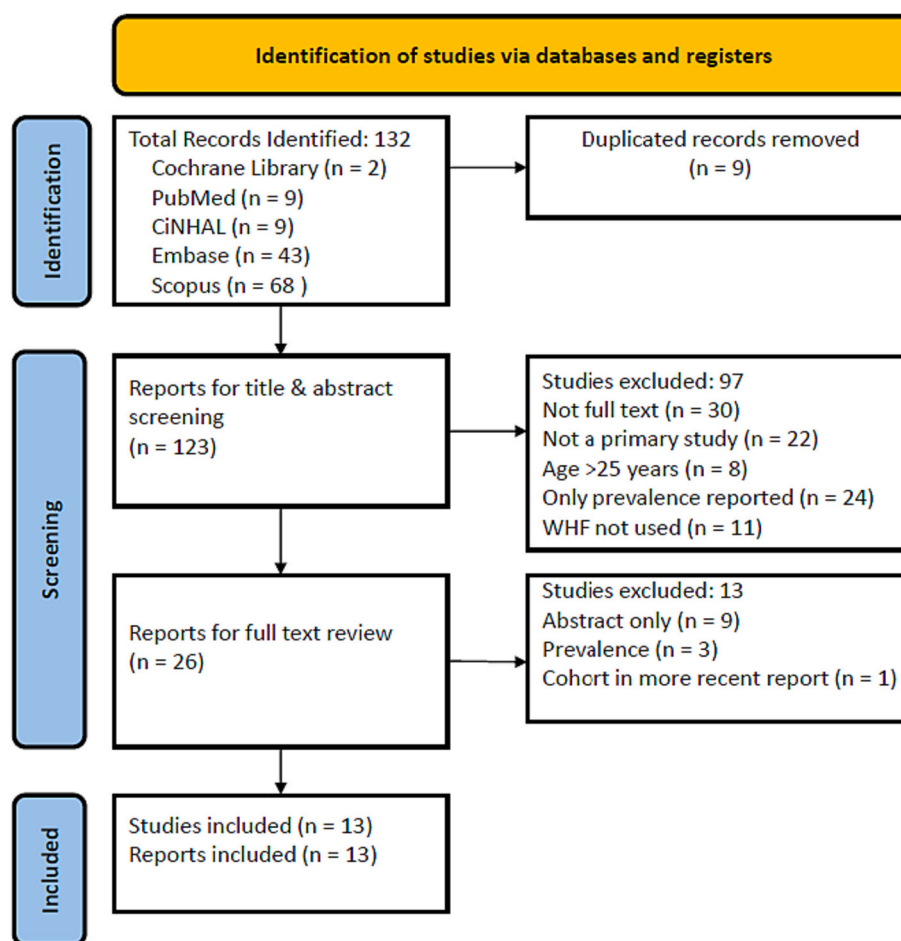 Identification of studies via databases and registers
Identification
Total Records Identified: 132
Cochrane Library (n = 2)
PubMed (n = 9)
CiNHAL (n = 9)
Embase (n = 43)
Scopus (n = 68 )
Duplicated records removed
(n = 9)
Screening
Reports for title & abstract
screening
(n = 123)
Studies excluded: 97
Not full text (n = 30)
Not a primary study (n = 22)
Age >25 years (n = 8)
Only prevalence reported (n = 24)
WHF not used (n = 11)
Reports for full text review
(n = 26)
Studies excluded: 13
Abstract only (n = 9)
Prevalence (n = 3)
Cohort in more recent report (n = 1)
Included
Studies included (n = 13)
Reports included (n = 13)